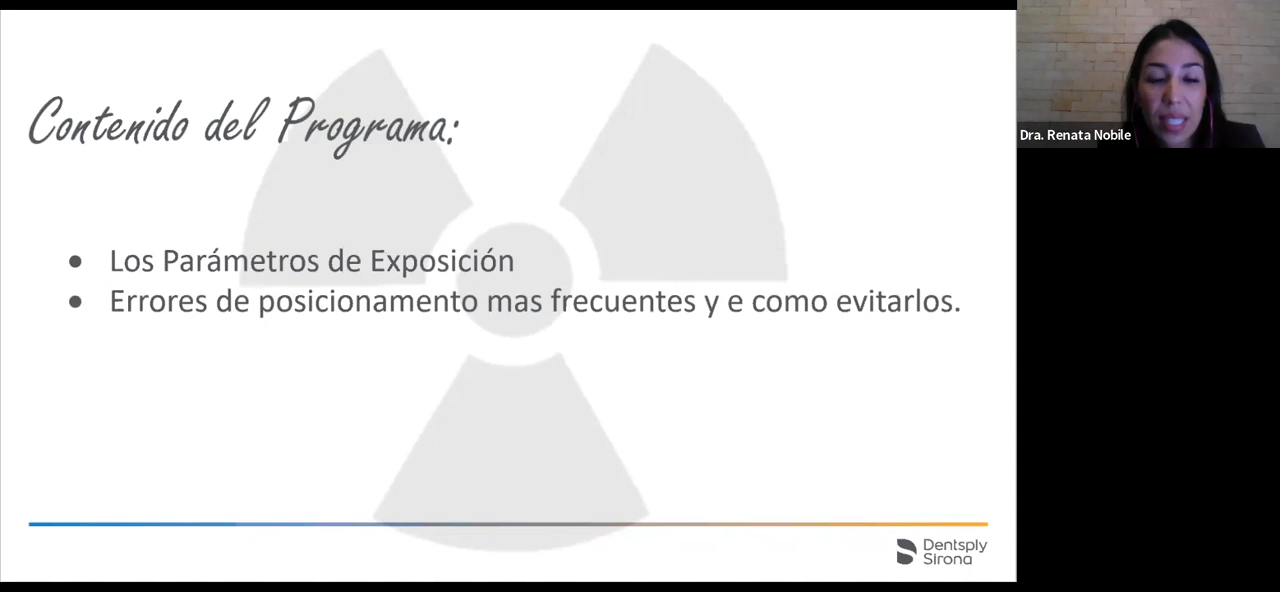 Contenido del Programa:
Los Parámetros de Exposición
Errores de posicionamento mas frecuentes y e como evitarlos.
Dentsply
Sirona
Dra. Renata Nobile